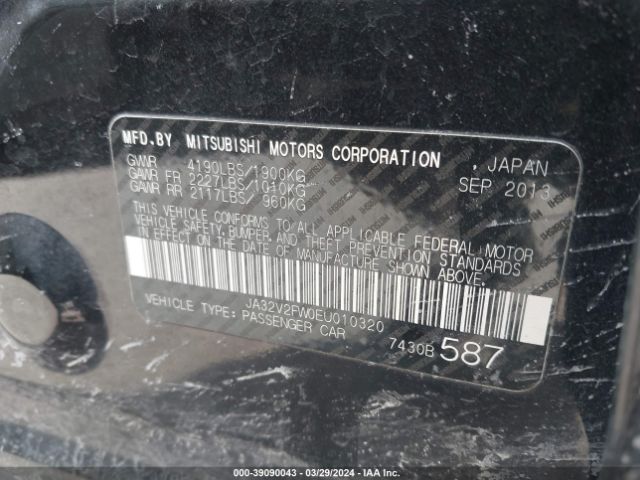 MFD.BY MITSUBISHI MOTORS CORPORATION , JAPAN
GVWR 4190LBS/1900KG SEP 2013
GAWR FR 2227LBS/1010KG
GAWR RR 2117LBS/ 960KG
THIS VEHICLE CONFORMS TO ALL APPLICABLE FEDERAL MOTOR
VEHICLE SAFETY, BUMPER AND THEFT PREVENTION STANDARDS
IN EFFECT ON THE DATE OF MANUFACTURE SHOWN ABOVE.
JA32V2FW0EU010320
VEHICLE TYPE: PASSENGER CAR
7430B 587
000-39090043 — 03/29/2024 — IAA Inc.